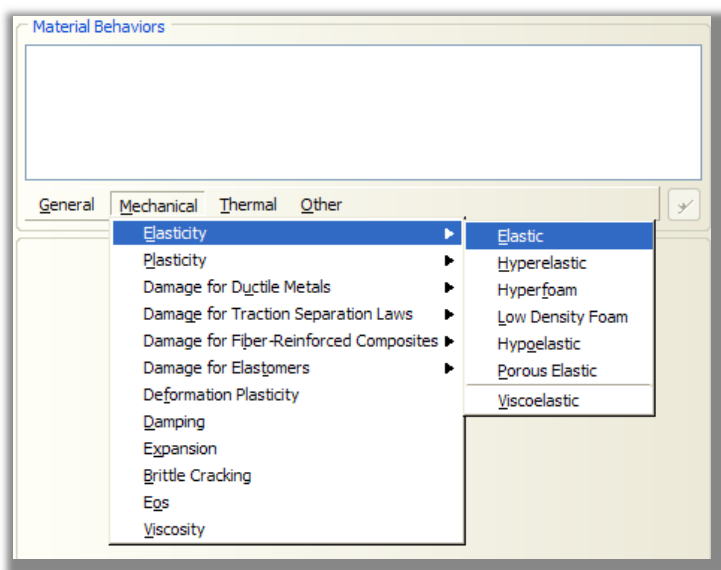 Material Behaviors
General Mechanical Thermal Other
Elasticity
Plasticity
Damage for Ductile Metals
Damage for Traction Separation Laws
Damage for Fiber-Reinforced Composites
Damage for Elastomers
Deformation Plasticity
Damping
Expansion
Brittle Cracking
Eos
Viscosity
Elastic
Hyperelastic
Hyperfoam
Low Density Foam
Hypoelastic
Porous Elastic
Viscoelastic